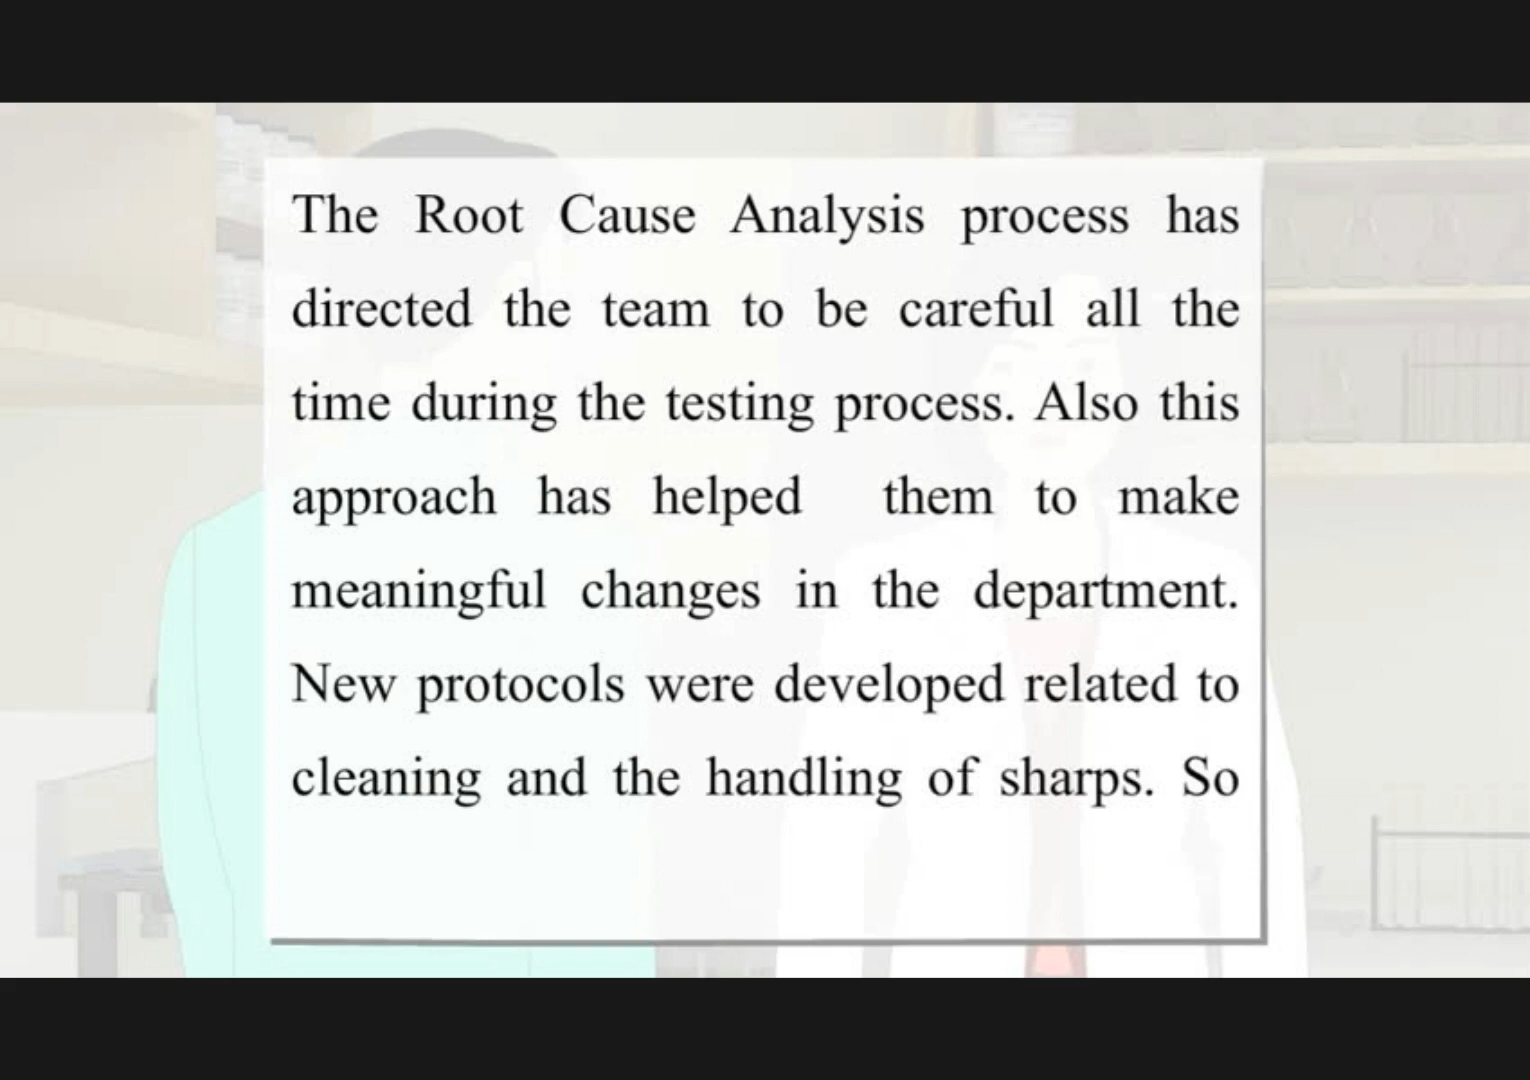 The Root Cause Analysis process has
directed the team to be careful all the
time during the testing process. Also this
approach has helped them to make
meaningful changes in the department.
New protocols were developed related to
cleaning and the handling of sharps. So